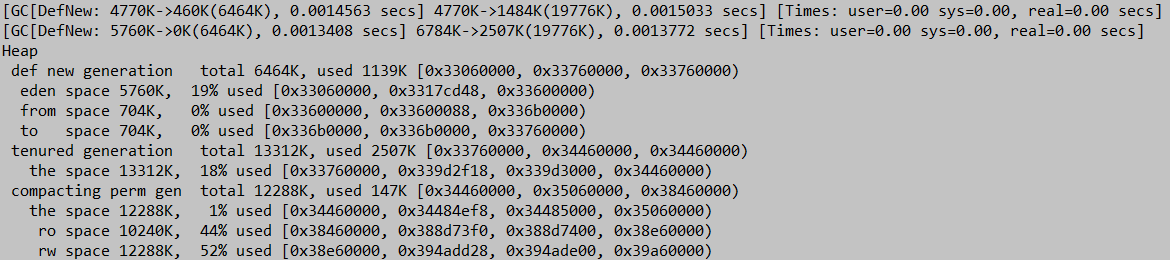 [GC[DefNew: 4770K->460K(6464K), 0.0014563 secs] 4770K->1484K(19776K), 0.0015033 secs] [Times: user=0.00 sys=0.00, real=0.00 secs]
[GC[DefNew: 5760K->0K(6464K), 0.0013408 secs] 6784K->2507K(19776K), 0.0013772 secs] [Times: user=0.00 sys=0.00, real=0.00 secs]
Heap
 def new generation   total 6464K, used 1139K [0x33060000, 0x33760000, 0x33760000)
  eden space 5760K,  19% used [0x33060000, 0x3317cd48, 0x33600000)
  from space 704K,   0% used [0x33600000, 0x33600088, 0x336b0000)
  to   space 704K,   0% used [0x336b0000, 0x336b0000, 0x33760000)
 tenured generation   total 13312K, used 2507K [0x33760000, 0x34460000, 0x34460000)
   the space 13312K,  18% used [0x33760000, 0x339d2f18, 0x339d3000, 0x34460000)
 compacting perm gen  total 12288K, used 147K [0x34460000, 0x35060000, 0x38460000)
   the space 12288K,   1% used [0x34460000, 0x34484ef8, 0x34485000, 0x35060000)
    ro space 10240K,  44% used [0x38460000, 0x388d73f0, 0x388d7400, 0x38e60000)
    rw space 12288K,  52% used [0x38e60000, 0x394add28, 0x394ade00, 0x39a60000)